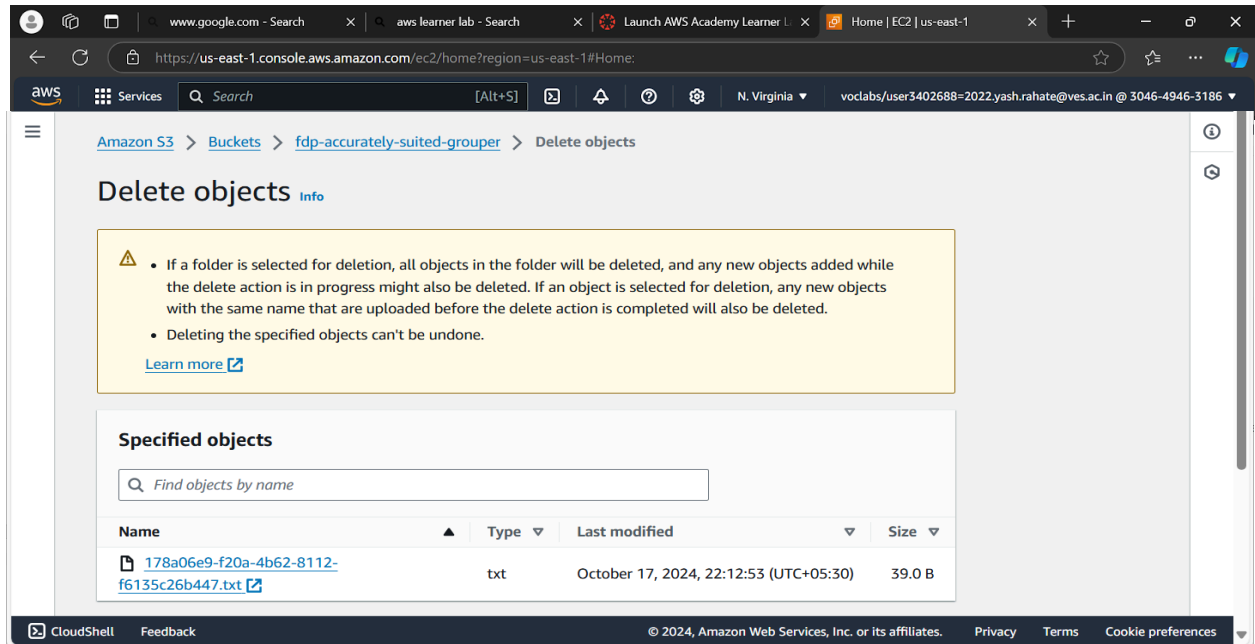 www.google.com - Search
aws learner lab - Search
Launch AWS Academy Learner L
Home | EC2 | us-east-1
https://us-east-1.console.aws.amazon.com/ec2/home?region=us-east-1#Home:
aws
Services
Search
[Alt+S]
N. Virginia
voclabs/user3402688=2022.yash.rahate@ves.ac.in @ 3046-4946-3186
Amazon S3 > Buckets > fdp-accurately-suited-grouper > Delete objects
Delete objects Info
• If a folder is selected for deletion, all objects in the folder will be deleted, and any new objects added while
the delete action is in progress might also be deleted. If an object is selected for deletion, any new objects
with the same name that are uploaded before the delete action is completed will also be deleted.
• Deleting the specified objects can't be undone.
Learn more
Specified objects
Find objects by name
Name Type Last modified Size
178a06e9-f20a-4b62-8112-
f6135c26b447.txt
txt
October 17, 2024, 22:12:53 (UTC+05:30)
39.0 B
CloudShell Feedback © 2024, Amazon Web Services, Inc. or its affiliates. Privacy Terms Cookie preferences